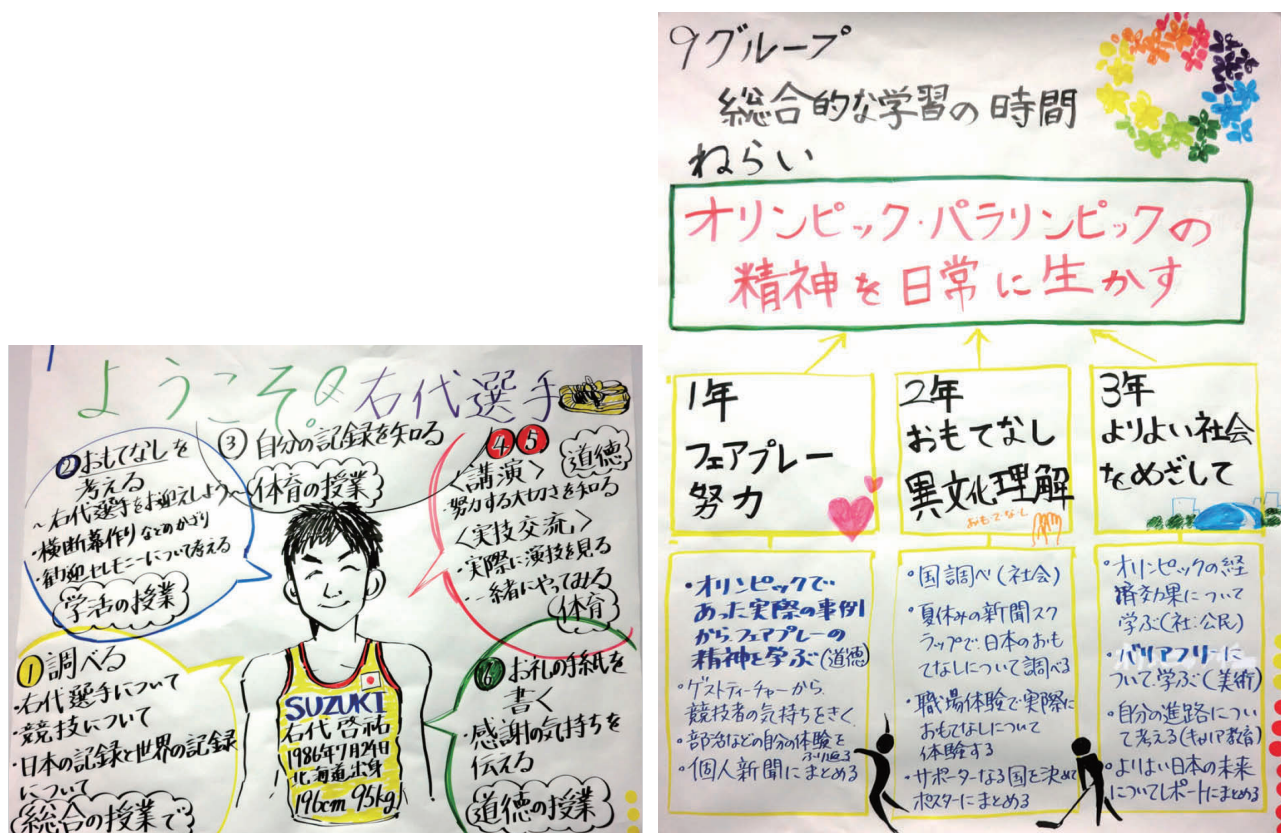 ようこそ。
右代選手
②おもてなしを
考える
～右代選手をお迎えしよう～
・横断幕作りなどのかざり
・歓迎セレモニーについて考える
学活の授業
③自分の記録を知る
体育の授業
④⑤
道徳
〈講演〉
努力する大切さを知る
〈実技交流〉
・実際に演技を見る
・一緒にやってみる
体育
①調べる
・右代選手について
・競技について
・日本の記録と世界の記録
について
総合の授業で
SUZUKI
右代啓祐
1986年7月24日
北海道出身
196cm 95kg
⑥お礼の手紙を
書く
・感謝の気持ちを
伝える
道徳の授業
9グループ
総合的な学習の時間
ねらい
オリンピック・パラリンピックの
精神を日常に生かす
1年
フェアプレー
努力
2年
おもてなし
異文化理解
おもてなし
3年
よりよい社会
をめざして
・オリンピックで
あった実際の事例
からフェアプレーの
精神を学ぶ(道徳)
・ゲストティーチャーから
競技者の気持ちをきく
・部活などの自分の体験を
ふり返る
・個人新聞にまとめる
・国調べ(社会)
・夏休みの新聞スク
ラップで、日本のおも
てなしについて調べる
・職場体験で実際に
おもてなしについて
体験する
・サポーターなる国を決めて
ポスターにまとめる
・オリンピックの経
済効果について
学ぶ(社:公民)
・バリアフリーに
ついて学ぶ(美術)
・自分の進路につい
て考える(キャリア教育)
・よりよい日本の未来
についてレポートにまとめる